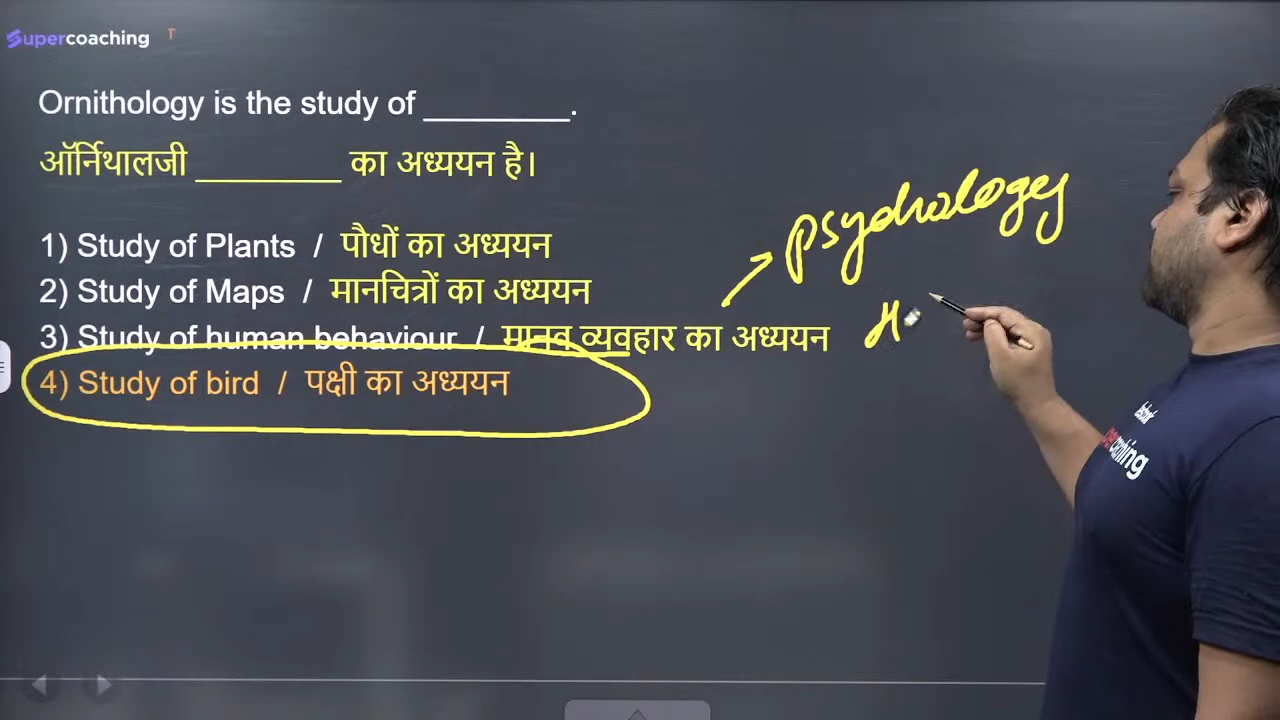 Supercoaching
Ornithology is the study of ________.
ऑर्निथालजी ________ का अध्ययन है।
1) Study of Plants / पौधों का अध्ययन
2) Study of Maps / मानचित्रों का अध्ययन
3) Study of human behaviour / मानव व्यवहार का अध्ययन
4) Study of bird / पक्षी का अध्ययन
Psychology
म
coaching